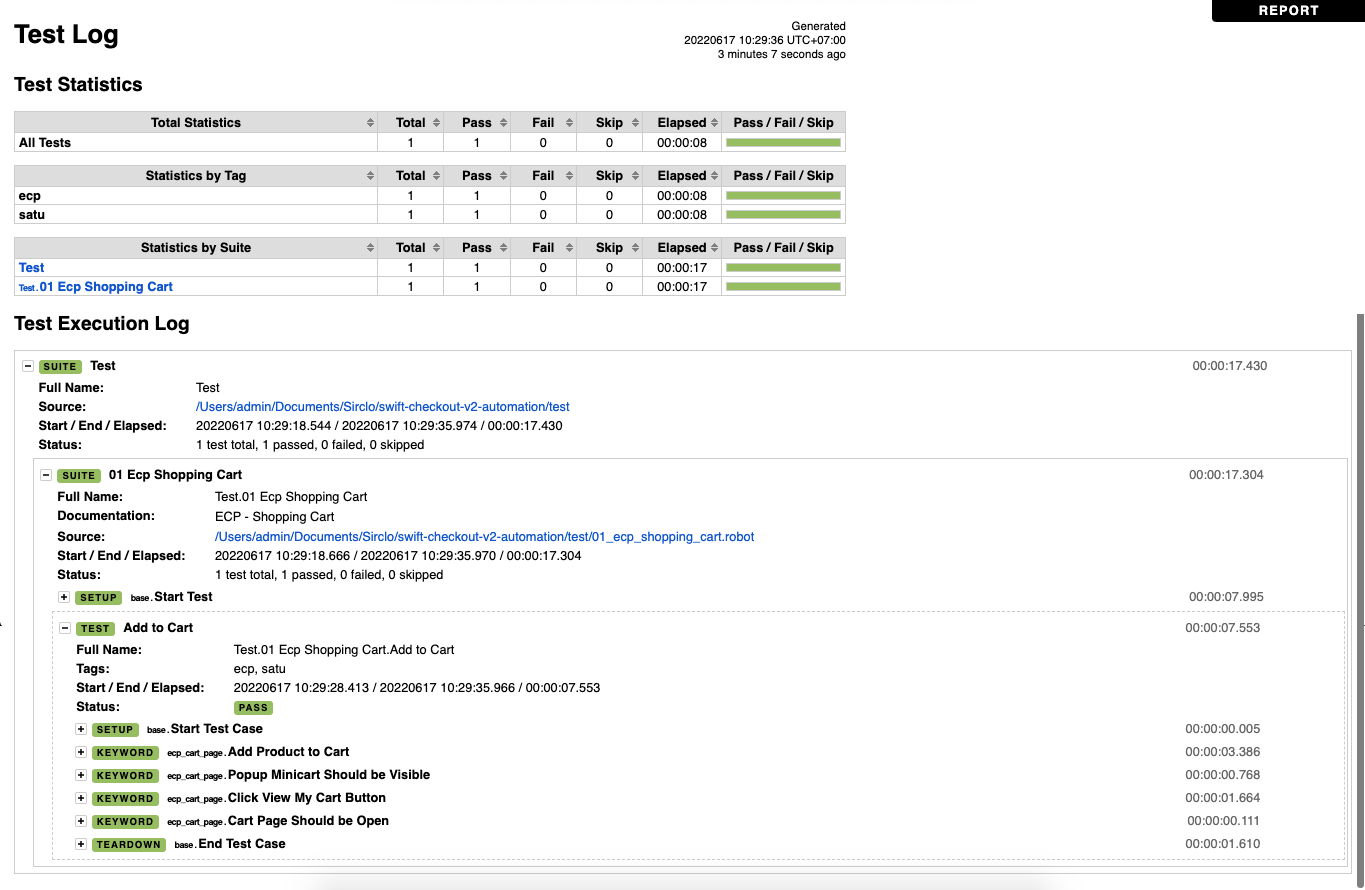 REPORT
Test Log
Generated
20220617 10:29:36 UTC+07:00
3 minutes 7 seconds ago
Test Statistics
Total Statistics Total Pass Fail Skip Elapsed Pass / Fail / Skip
All Tests 1 1 0 0 00:00:08
Statistics by Tag Total Pass Fail Skip Elapsed Pass / Fail / Skip
ecp 1 1 0 0 00:00:08
satu 1 1 0 0 00:00:08
Statistics by Suite Total Pass Fail Skip Elapsed Pass / Fail / Skip
Test 1 1 0 0 00:00:17
Test.01 Ecp Shopping Cart 1 1 0 0 00:00:17
Test Execution Log
SUITE Test 00:00:17.430
Full Name: Test
Source: /Users/admin/Documents/Sirclo/swift-checkout-v2-automation/test
Start / End / Elapsed: 20220617 10:29:18.544 / 20220617 10:29:35.974 / 00:00:17.430
Status: 1 test total, 1 passed, 0 failed, 0 skipped
SUITE 01 Ecp Shopping Cart 00:00:17.304
Full Name: Test.01 Ecp Shopping Cart
Documentation: ECP - Shopping Cart
Source: /Users/admin/Documents/Sirclo/swift-checkout-v2-automation/test/01_ecp_shopping_cart.robot
Start / End / Elapsed: 20220617 10:29:18.666 / 20220617 10:29:35.970 / 00:00:17.304
Status: 1 test total, 1 passed, 0 failed, 0 skipped
SETUP base.Start Test 00:00:07.995
TEST Add to Cart 00:00:07.553
Full Name: Test.01 Ecp Shopping Cart.Add to Cart
Tags: ecp, satu
Start / End / Elapsed: 20220617 10:29:28.413 / 20220617 10:29:35.966 / 00:00:07.553
Status: PASS
SETUP base.Start Test Case 00:00:00.005
KEYWORD ecp_cart_page.Add Product to Cart 00:00:03.386
KEYWORD ecp_cart_page.Popup Minicart Should be Visible 00:00:00.768
KEYWORD ecp_cart_page.Click View My Cart Button 00:00:01.664
KEYWORD ecp_cart_page.Cart Page Should be Open 00:00:00.111
TEARDOWN base.End Test Case 00:00:01.610